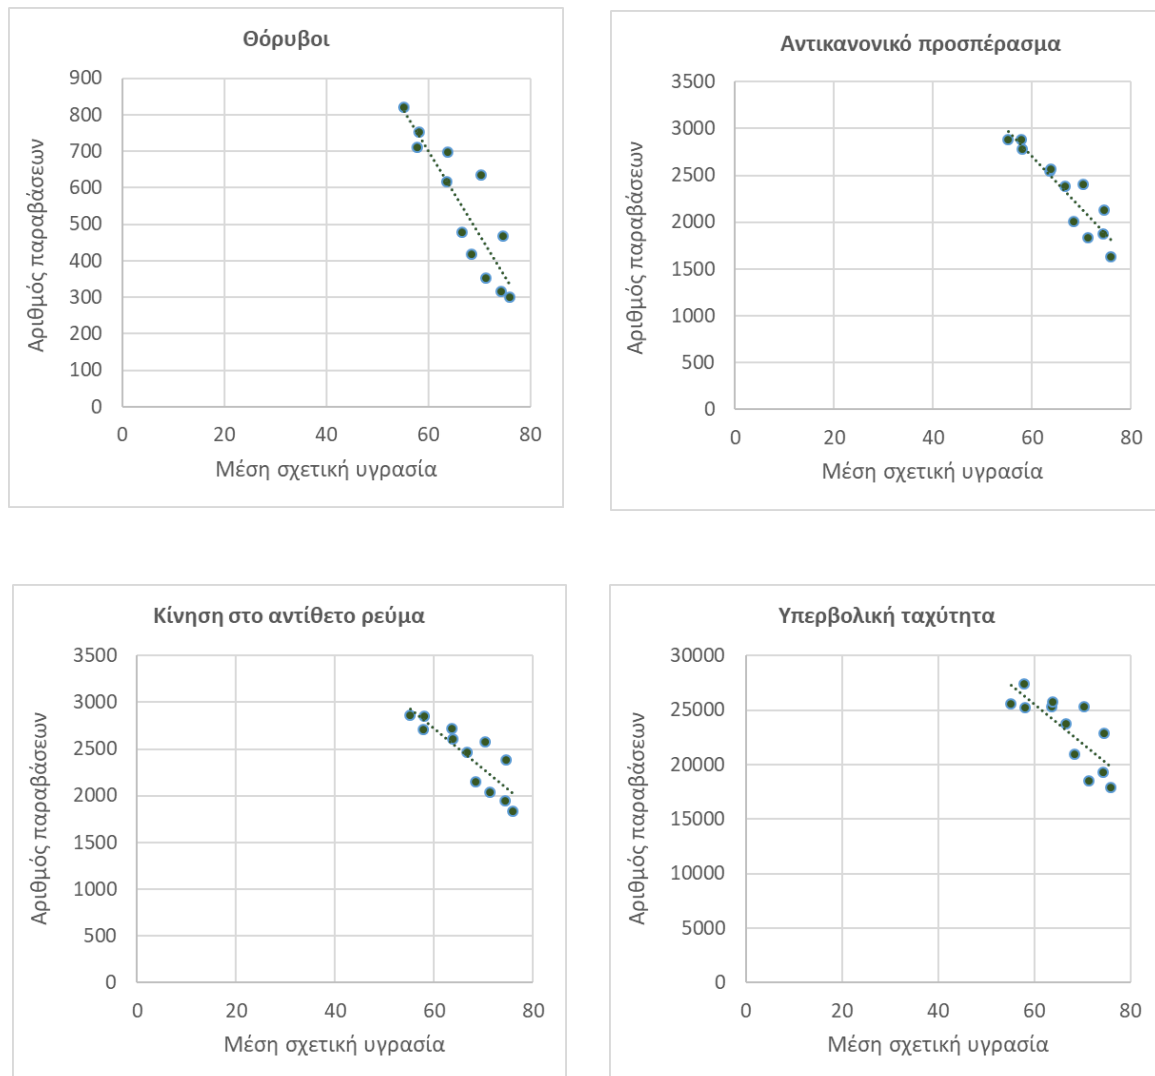 Θόρυβοι
900
800
700
600
500
400
300
200
100
0
0 20 40 60 80
Αριθμός παραβάσεων
Μέση σχετική υγρασία
Αντικανονικό προσπέρασμα
3500
3000
2500
2000
1500
1000
500
0
0 20 40 60 80
Αριθμός παραβάσεων
Μέση σχετική υγρασία
Κίνηση στο αντίθετο ρεύμα
3500
3000
2500
2000
1500
1000
500
0
0 20 40 60 80
Αριθμός παραβάσεων
Μέση σχετική υγρασία
Υπερβολική ταχύτητα
30000
25000
20000
15000
10000
5000
0
0 20 40 60 80
Αριθμός παραβάσεων
Μέση σχετική υγρασία